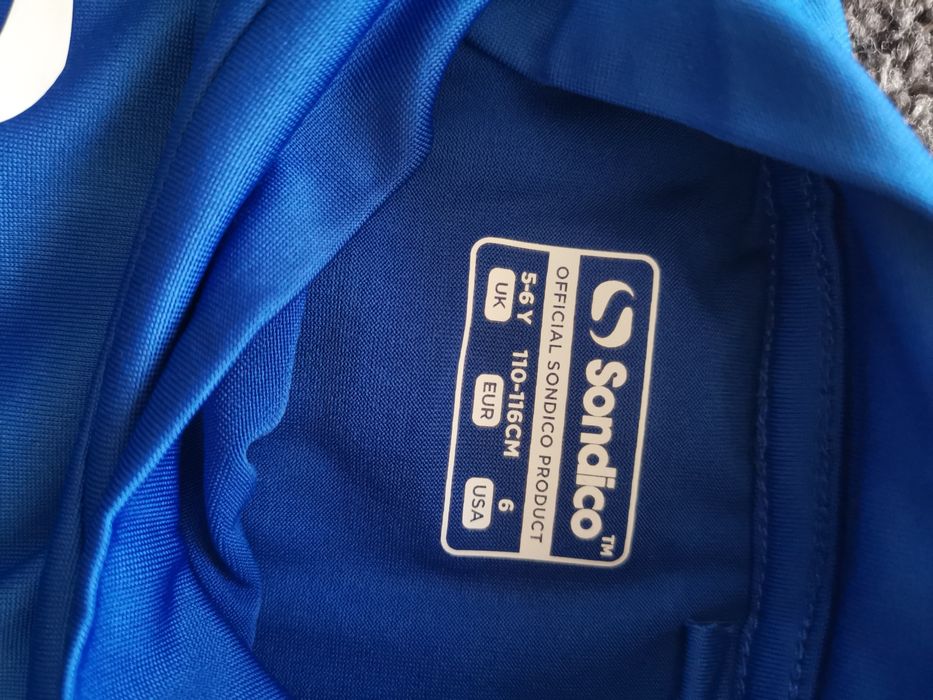 Sondico™
OFFICIAL SONDICO PRODUCT
5-6 Y 110-116CM 6
UK EUR USA